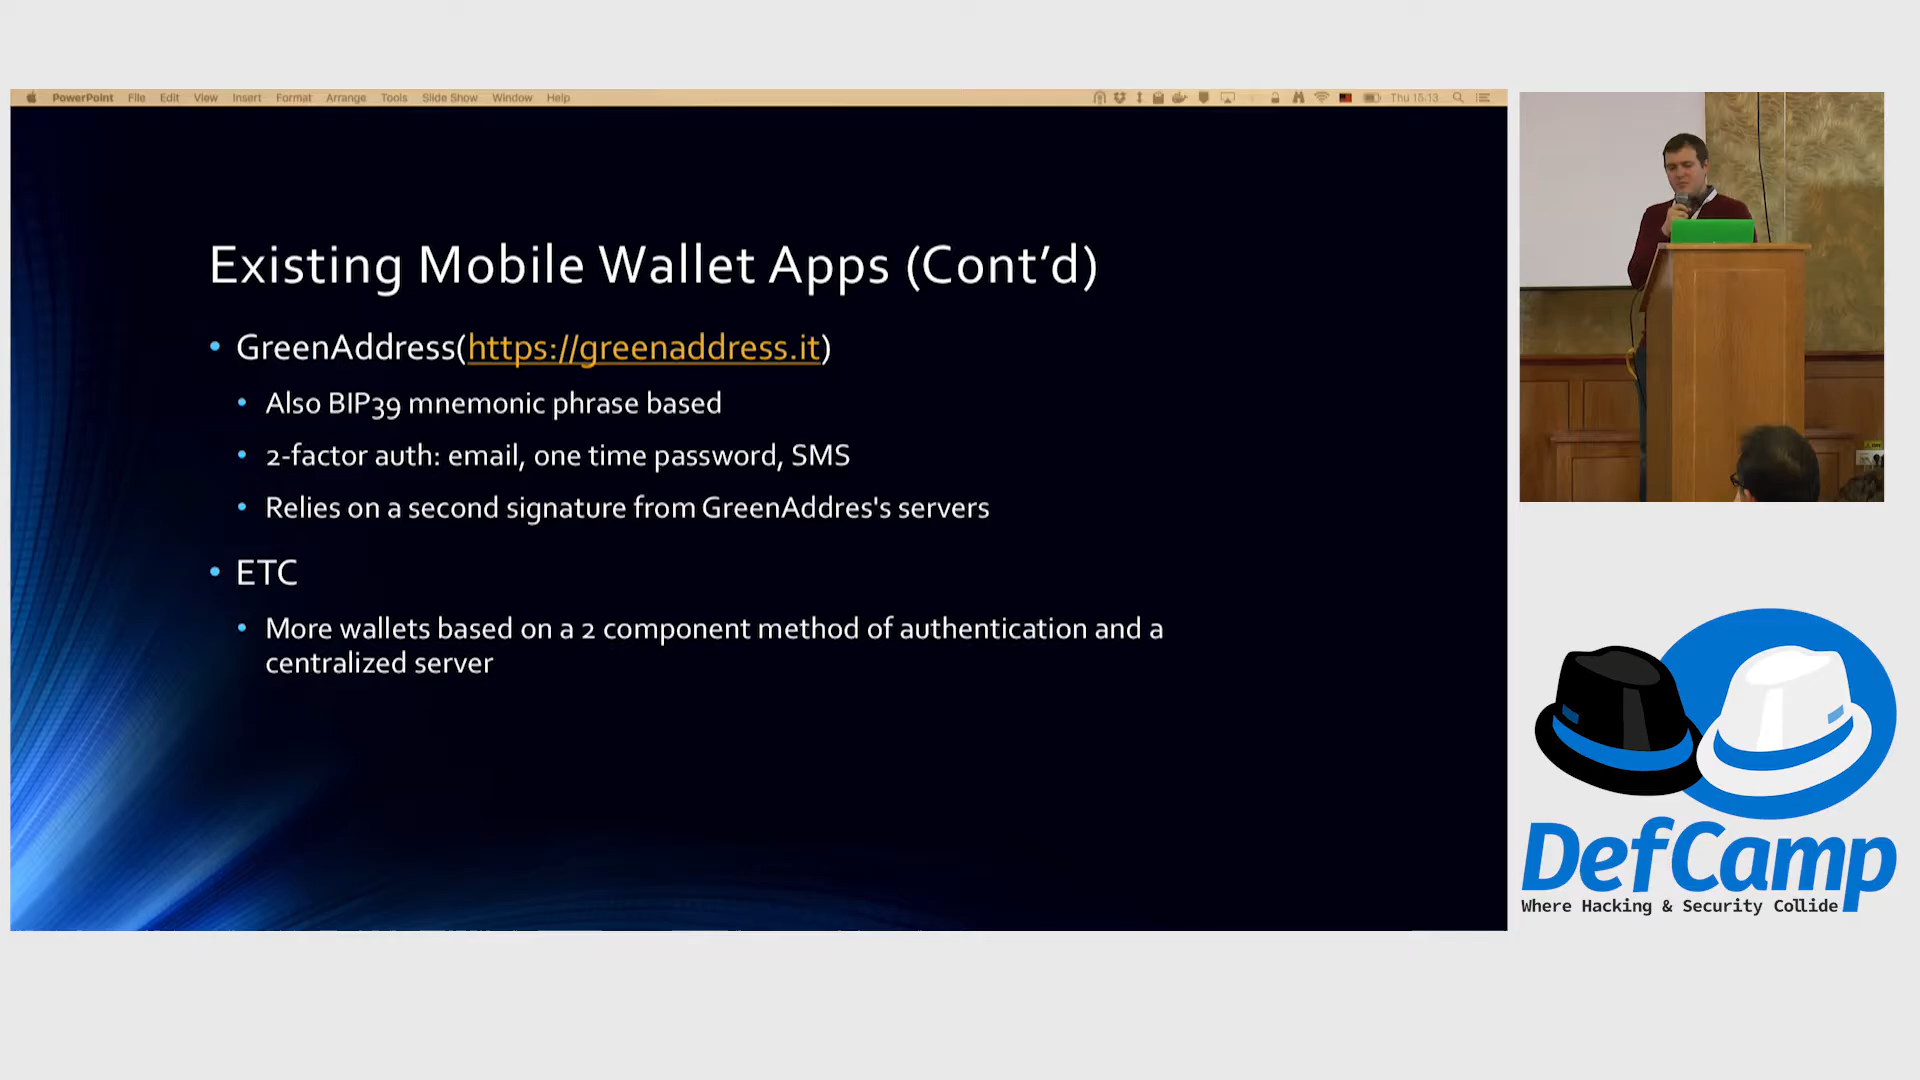 PowerPoint File Edit View Insert Format Arrange Tools Slide Show Window Help Thu 15:13
Existing Mobile Wallet Apps (Cont’d)
• GreenAddress(https://greenaddress.it)
• Also BIP39 mnemonic phrase based
• 2-factor auth: email, one time password, SMS
• Relies on a second signature from GreenAddres's servers
• ETC
• More wallets based on a 2 component method of authentication and a
centralized server
DefCamp
Where Hacking & Security Collide